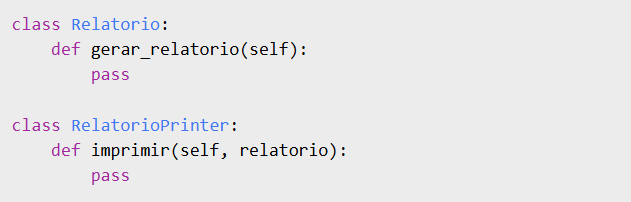 class Relatorio:
    def gerar_relatorio(self):
        pass

class RelatorioPrinter:
    def imprimir(self, relatorio):
        pass